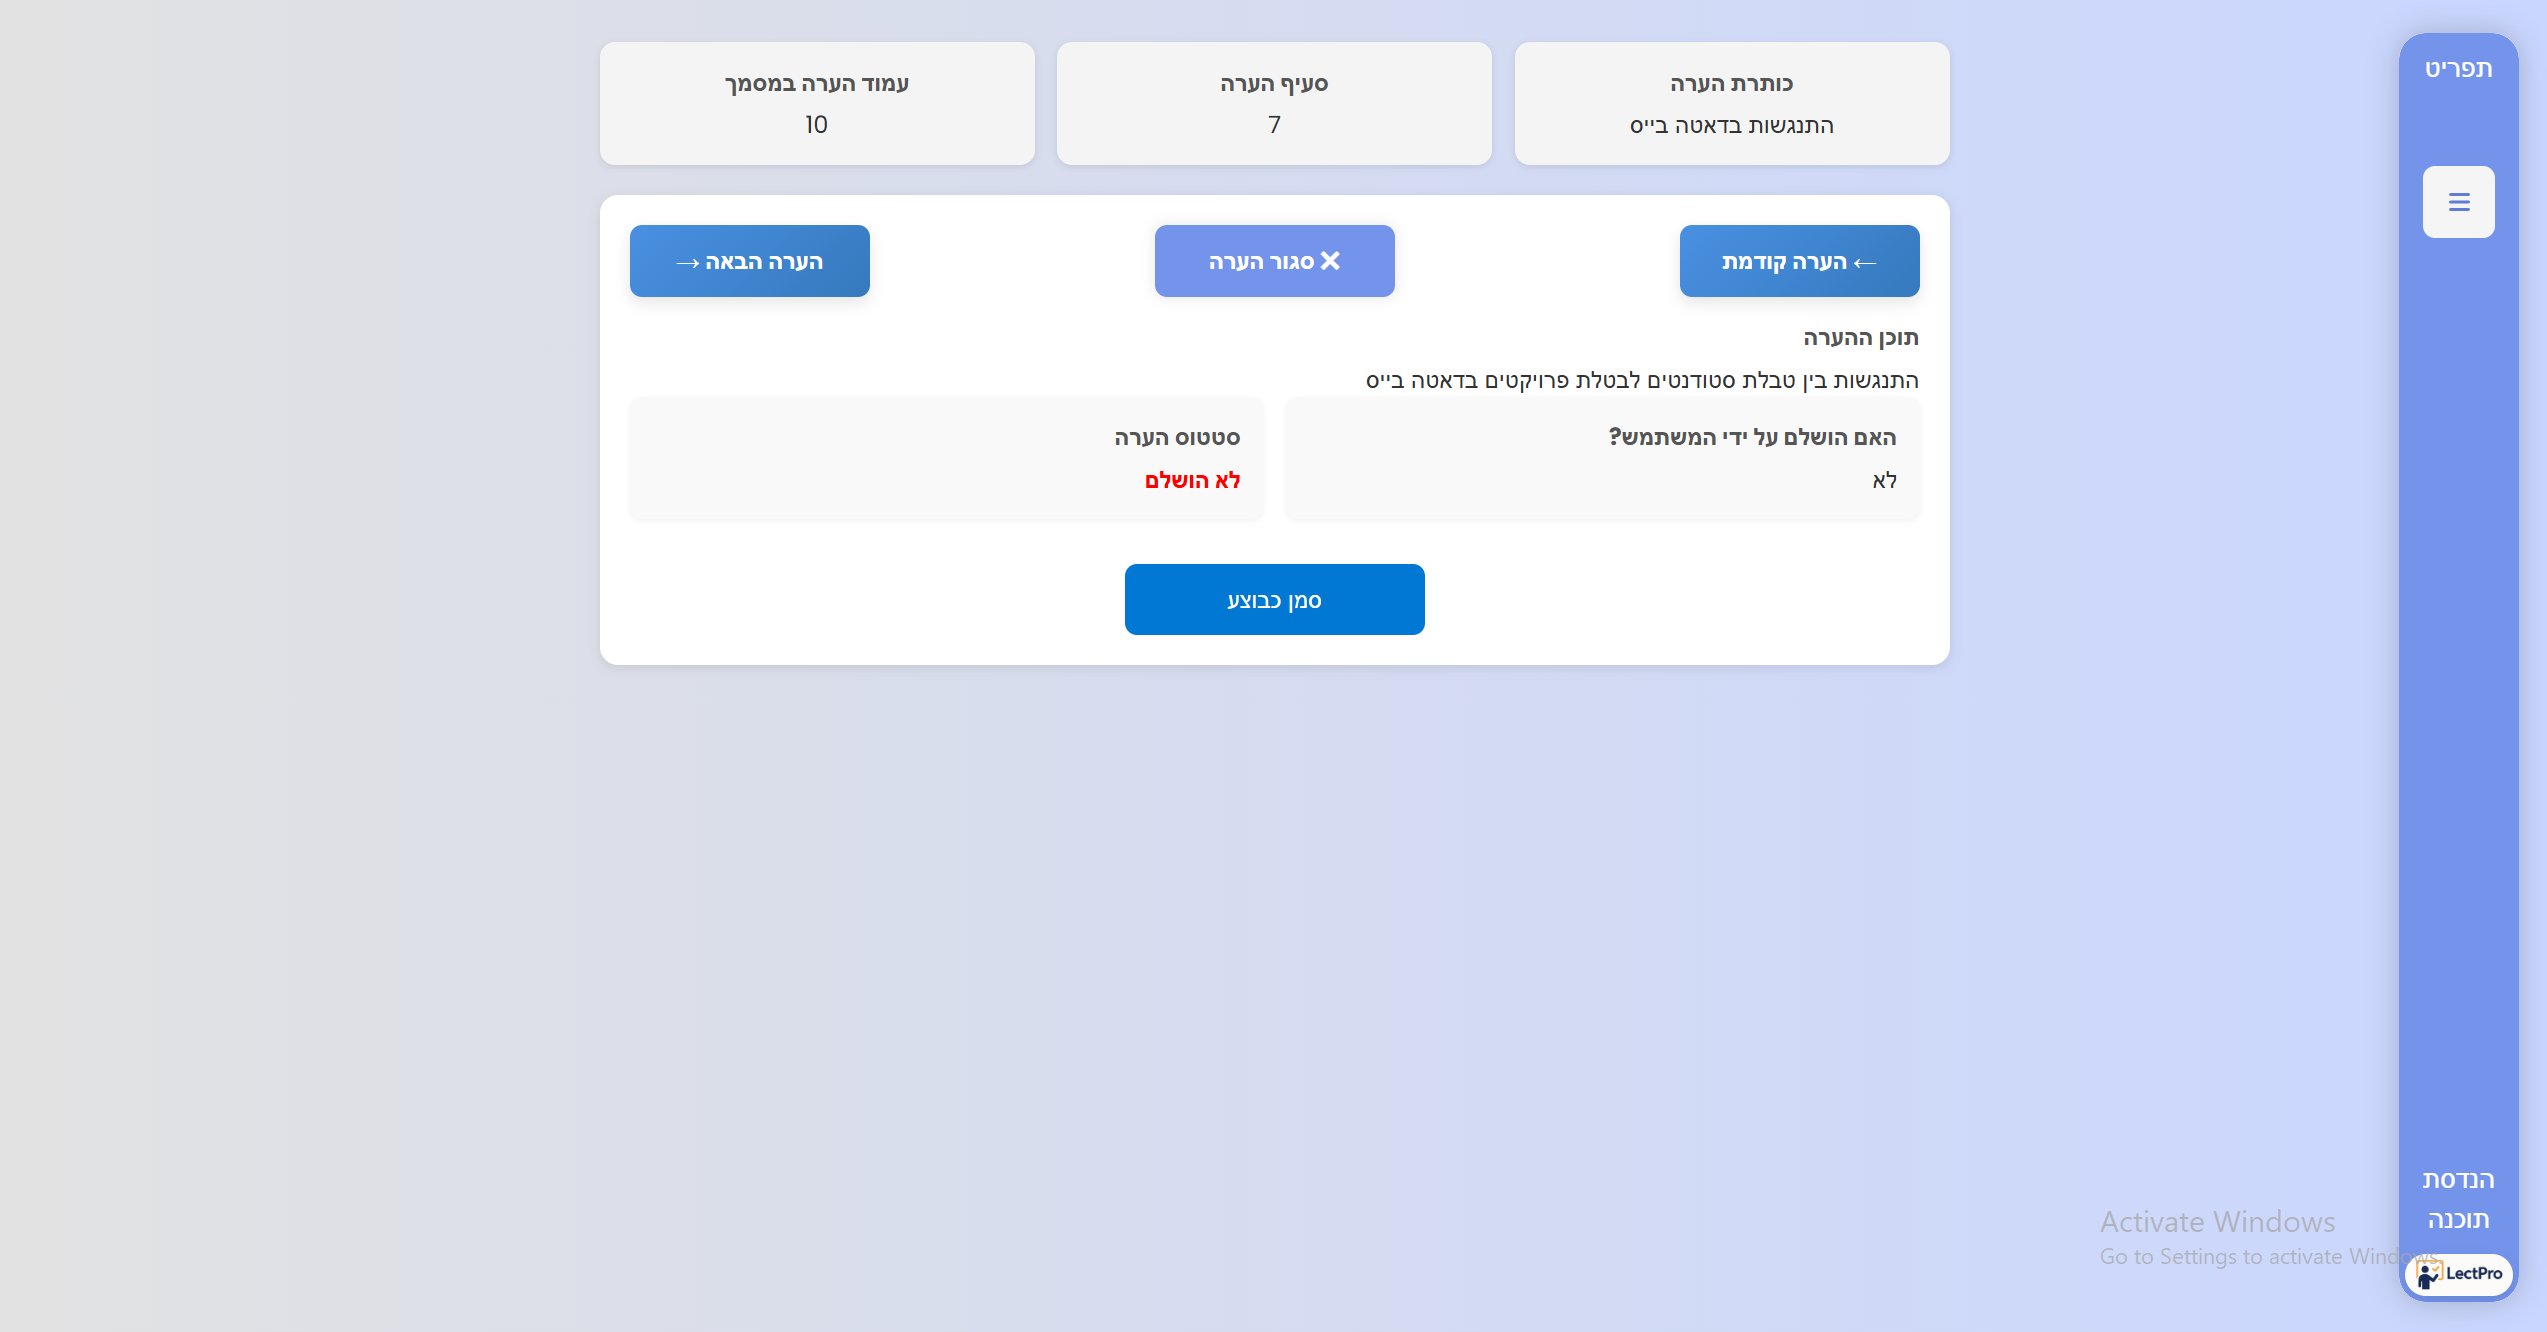 תפריט
כותרת הערה
התנגשות בדאטה בייס
סעיף הערה
7
עמוד הערה במסמך
10
← הערה קודמת
✕ סגור הערה
הערה הבאה →
תוכן ההערה
התנגשות בין טבלת סטודנטים לבטלת פרויקטים בדאטה בייס
האם הושלם על ידי המשתמש?
לא
סטטוס הערה
לא הושלם
סמן כבוצע
הנדסת
תוכנה
Activate Windows
Go to Settings to activate Windows.
LectPro